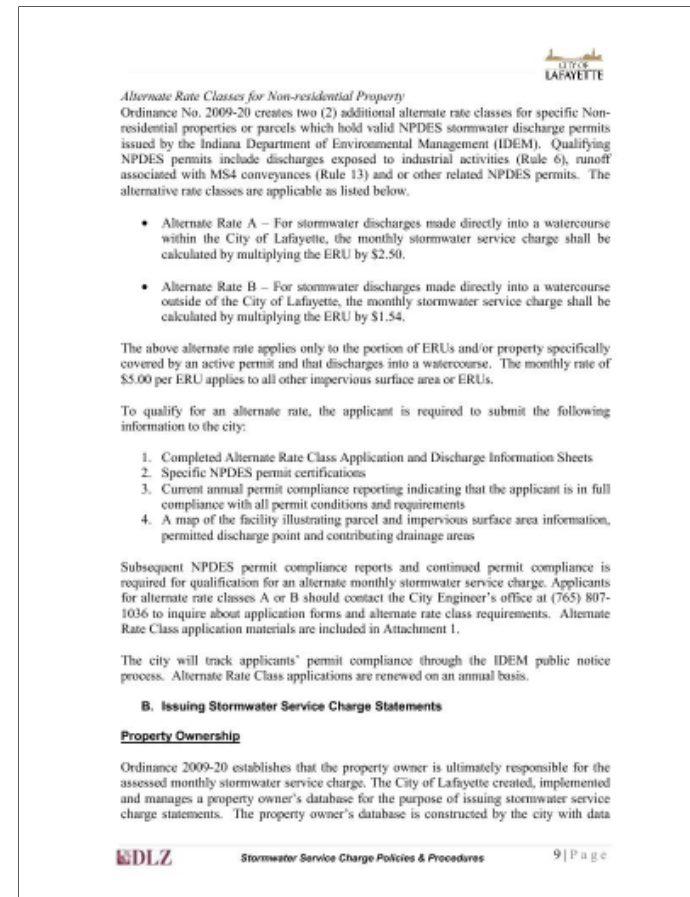 CITY OF
LAFAYETTE
Alternate Rate Classes for Non-residential Property
Ordinance No. 2009-20 creates two (2) additional alternate rate classes for specific Non-
residential properties or parcels which hold valid NPDES stormwater discharge permits
issued by the Indiana Department of Environmental Management (IDEM). Qualifying
NPDES permits include discharges exposed to industrial activities (Rule 6), runoff
associated with MS4 conveyances (Rule 13) and or other related NPDES permits. The
alternative rate classes are applicable as listed below.
• Alternate Rate A – For stormwater discharges made directly into a watercourse
within the City of Lafayette, the monthly stormwater service charge shall be
calculated by multiplying the ERU by $2.50.
• Alternate Rate B – For stormwater discharges made directly into a watercourse
outside of the City of Lafayette, the monthly stormwater service charge shall be
calculated by multiplying the ERU by $1.54.
The above alternate rate applies only to the portion of ERUs and/or property specifically
covered by an active permit and that discharges into a watercourse. The monthly rate of
$5.00 per ERU applies to all other impervious surface area or ERUs.
To qualify for an alternate rate, the applicant is required to submit the following
information to the city:
1. Completed Alternate Rate Class Application and Discharge Information Sheets
2. Specific NPDES permit certifications
3. Current annual permit compliance reporting indicating that the applicant is in full
compliance with all permit conditions and requirements
4. A map of the facility illustrating parcel and impervious surface area information,
permitted discharge point and contributing drainage areas
Subsequent NPDES permit compliance reports and continued permit compliance is
required for qualification for an alternate monthly stormwater service charge. Applicants
for alternate rate classes A or B should contact the City Engineer's office at (765) 807-
1036 to inquire about application forms and alternate rate class requirements. Alternate
Rate Class application materials are included in Attachment 1.
The city will track applicants' permit compliance through the IDEM public notice
process. Alternate Rate Class applications are renewed on an annual basis.
B. Issuing Stormwater Service Charge Statements
Property Ownership
Ordinance 2009-20 establishes that the property owner is ultimately responsible for the
assessed monthly stormwater service charge. The City of Lafayette created, implemented
and manages a property owner's database for the purpose of issuing stormwater service
charge statements. The property owner's database is constructed by the city with data
DLZ Stormwater Service Charge Policies & Procedures 9 | Page